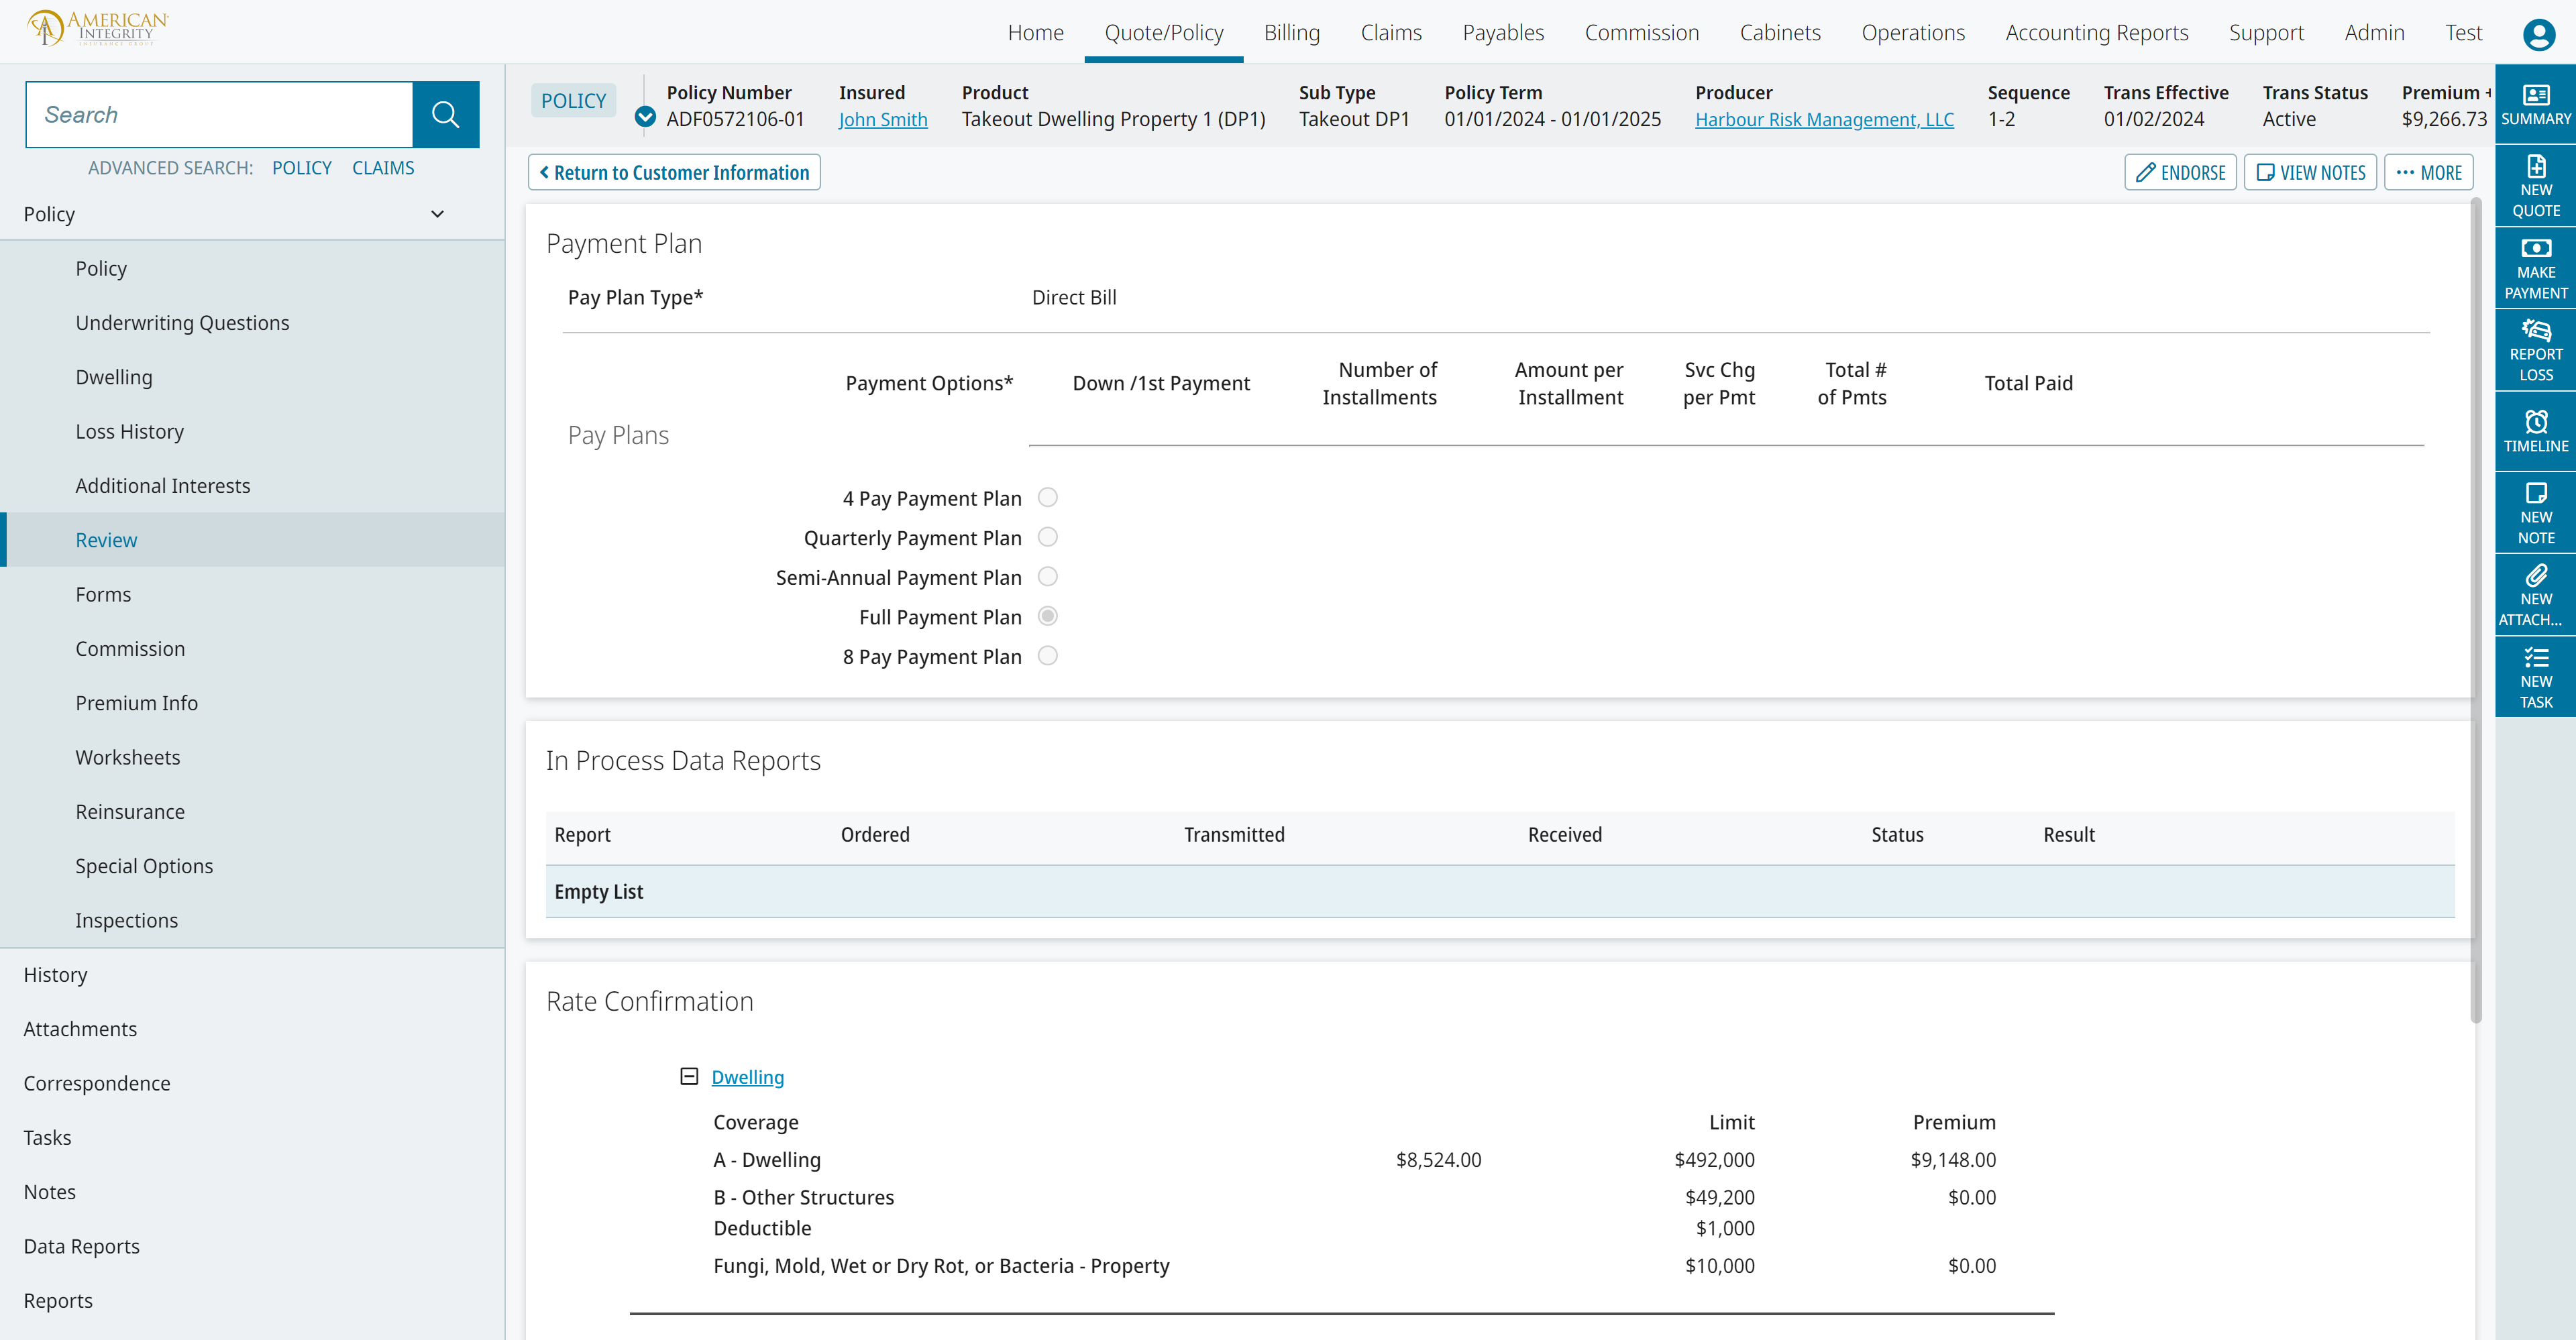 AMERICAN
INTEGRITY
INSURANCE GROUP
Home Quote/Policy Billing Claims Payables Commission Cabinets Operations Accounting Reports Support Admin Test
Search
ADVANCED SEARCH: POLICY CLAIMS
Policy
Policy
Underwriting Questions
Dwelling
Loss History
Additional Interests
Review
Forms
Commission
Premium Info
Worksheets
Reinsurance
Special Options
Inspections
History
Attachments
Correspondence
Tasks
Notes
Data Reports
Reports
POLICY
Policy Number Insured Product Sub Type Policy Term Producer Sequence Trans Effective Trans Status Premium +
ADF0572106-01 John Smith Takeout Dwelling Property 1 (DP1) Takeout DP1 01/01/2024 - 01/01/2025 Harbour Risk Management, LLC 1-2 01/02/2024 Active $9,266.73
Return to Customer Information
ENDORSE VIEW NOTES ••• MORE
Payment Plan
Pay Plan Type* Direct Bill
Payment Options* Down /1st Payment Number of Installments Amount per Installment Svc Chg per Pmt Total # of Pmts Total Paid
Pay Plans
4 Pay Payment Plan
Quarterly Payment Plan
Semi-Annual Payment Plan
Full Payment Plan
8 Pay Payment Plan
In Process Data Reports
Report Ordered Transmitted Received Status Result
Empty List
Rate Confirmation
Dwelling
Coverage Limit Premium
A - Dwelling $8,524.00 $492,000 $9,148.00
B - Other Structures $49,200 $0.00
Deductible $1,000
Fungi, Mold, Wet or Dry Rot, or Bacteria - Property $10,000 $0.00
SUMMARY
NEW
QUOTE
MAKE
PAYMENT
REPORT
LOSS
TIMELINE
NEW
NOTE
NEW
ATTACH...
NEW
TASK